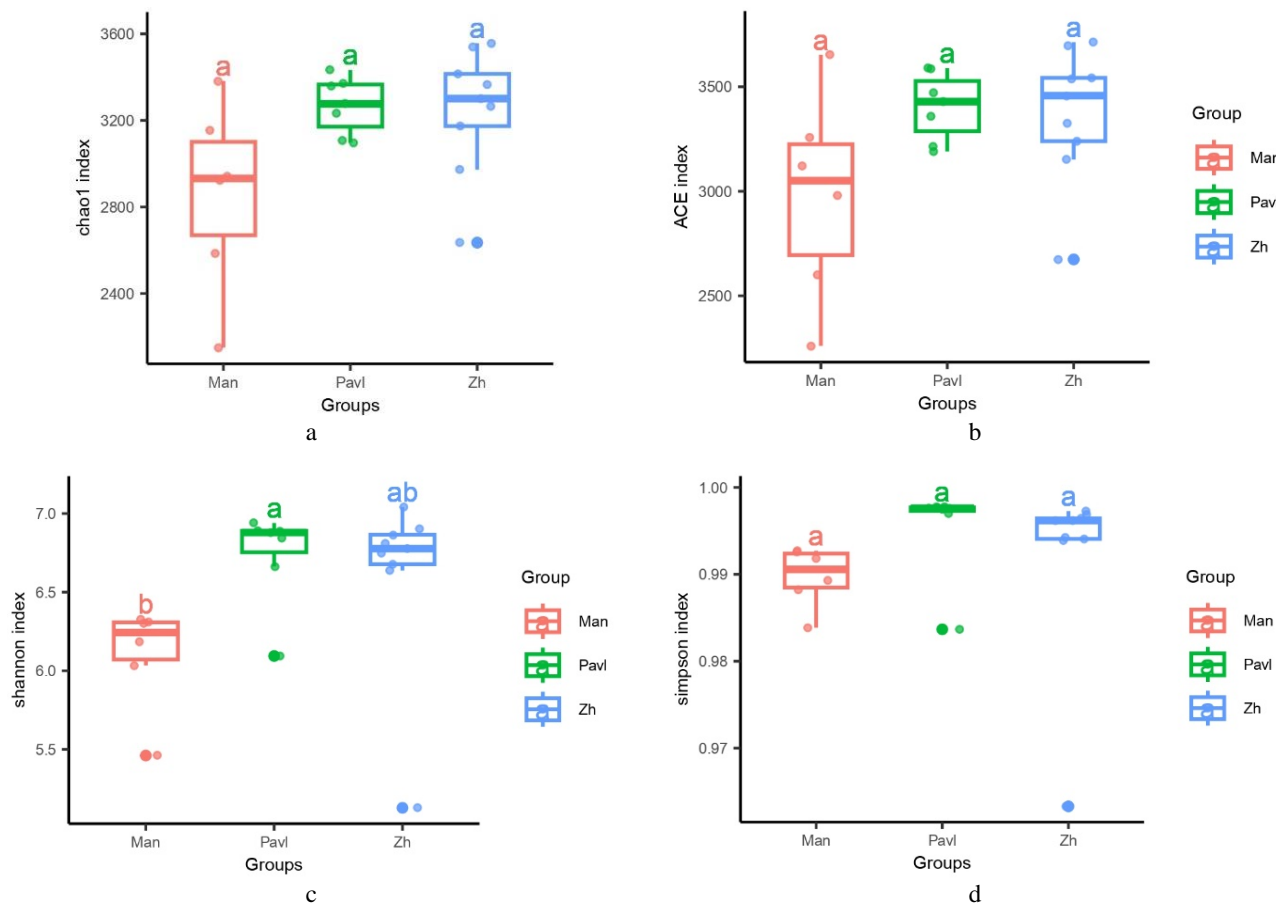 3600
3200
2800
2400
chao1 index
a
a
a
Man
Pavl
Zh
Groups
a
3500
3000
2500
ACE index
a
a
a
Man
Pavl
Zh
Groups
b
Group
a Man
a Pavl
a Zh
7.0
6.5
6.0
5.5
shannon index
b
a
ab
Man
Pavl
Zh
Groups
c
Group
a Man
a Pavl
a Zh
1.00
0.99
0.98
0.97
simpson index
a
a
a
Man
Pavl
Zh
Groups
d
Group
a Man
a Pavl
a Zh